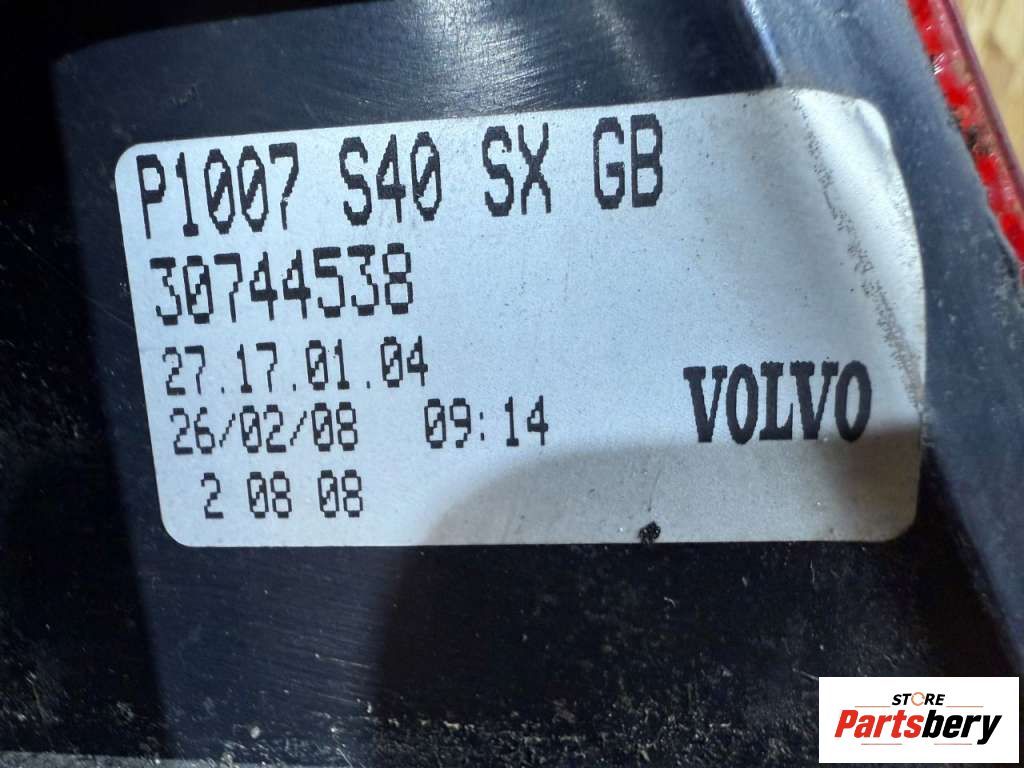 P1007 S40 SX GB
30744538
27.17.01.04
26/02/08 09:14
VOLVO
2 08 08
STORE
Partsbery